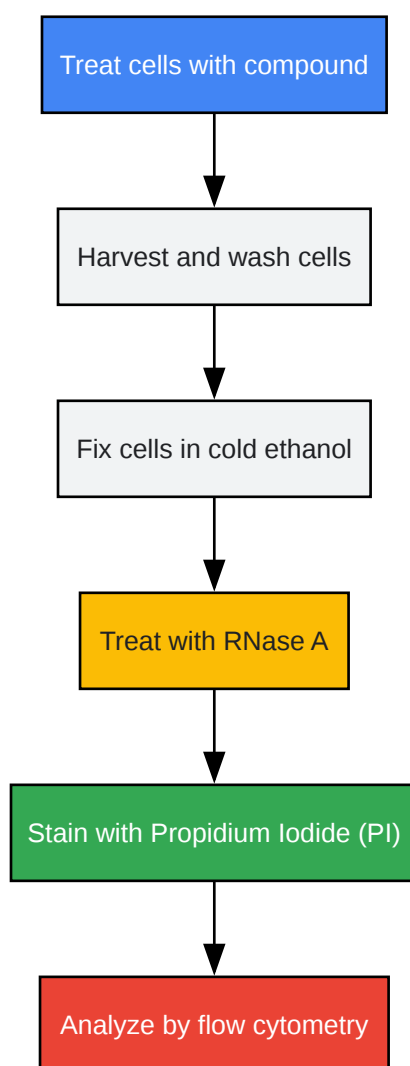 Treat cells with compound
Harvest and wash cells
Fix cells in cold ethanol
Treat with RNase A
Stain with Propidium Iodide (PI)
Analyze by flow cytometry